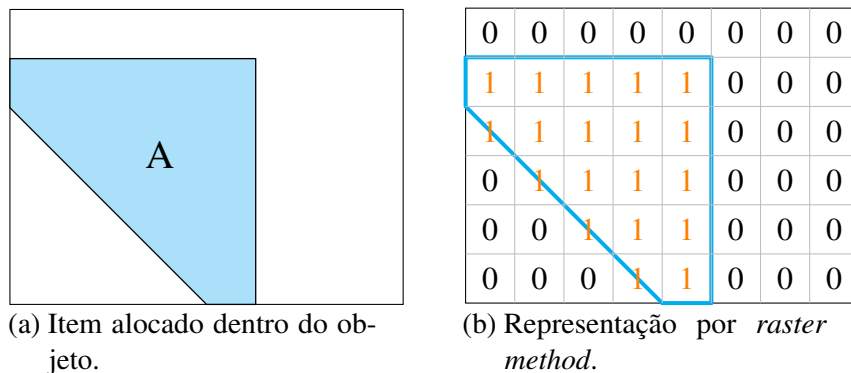 A
0 0 0 0 0 0 0 0
1 1 1 1 1 0 0 0
1 1 1 1 1 0 0 0
0 1 1 1 1 0 0 0
0 0 1 1 1 0 0 0
0 0 0 1 1 0 0 0
(a) Item alocado dentro do ob-
jeto.
(b) Representação por raster
method.